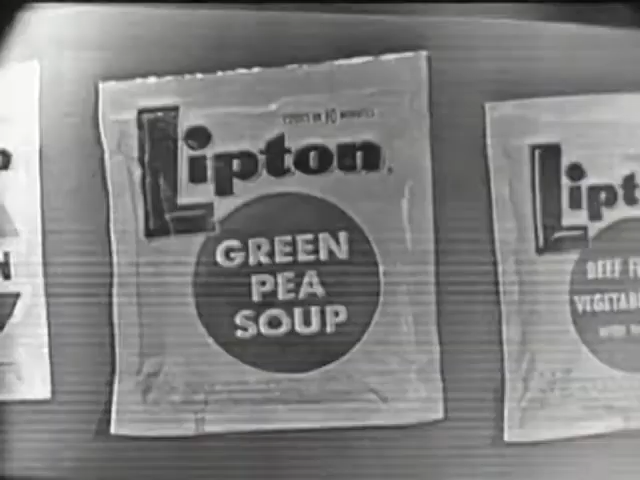 COOKS IN 10 MINUTES
Lipton
GREEN
PEA
SOUP
Lipt
BEEF F
VEGETAB